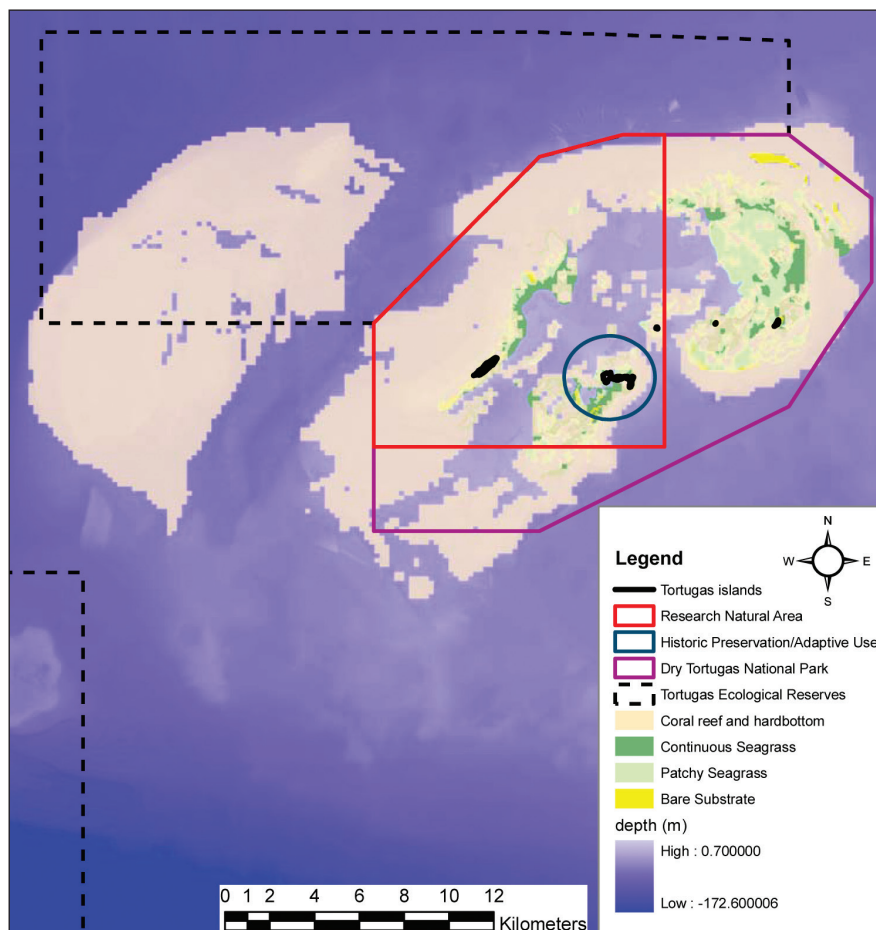 Legend
N
W
E
S
Tortugas islands
Research Natural Area
Historic Preservation/Adaptive Use
Dry Tortugas National Park
Tortugas Ecological Reserves
Coral reef and hardbottom
Continuous Seagrass
Patchy Seagrass
Bare Substrate
depth (m)
High : 0.700000
Low : -172.600006
0 1 2 4 6 8 10 12
Kilometers